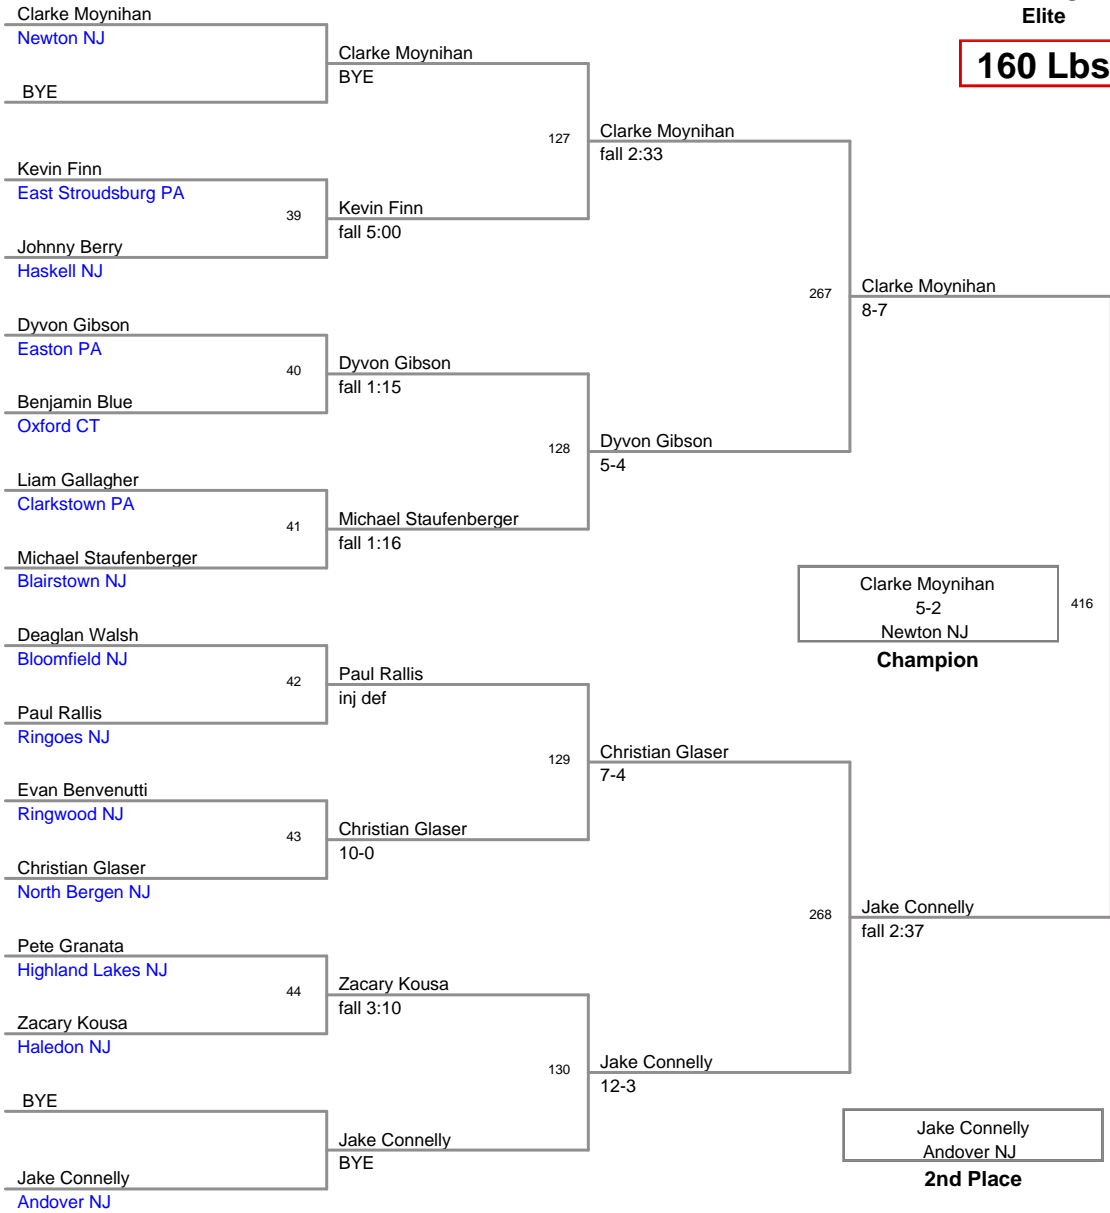 Elite
160 Lbs
Clarke Moynihan
Newton NJ
BYE
Kevin Finn
East Stroudsburg PA
39
Johnny Berry
Haskell NJ
Dyvon Gibson
Easton PA
40
Benjamin Blue
Oxford CT
Liam Gallagher
Clarkstown PA
41
Michael Staufenberger
Blairstown NJ
Deaglan Walsh
Bloomfield NJ
42
Paul Rallis
Ringoes NJ
Evan Benvenutti
Ringwood NJ
43
Christian Glaser
North Bergen NJ
Pete Granata
Highland Lakes NJ
44
Zacary Kousa
Haledon NJ
BYE
Jake Connelly
Andover NJ
Clarke Moynihan
BYE
127
Kevin Finn
fall 5:00
Dyvon Gibson
fall 1:15
128
Michael Staufenberger
fall 1:16
Paul Rallis
inj def
129
Christian Glaser
10-0
Zacary Kousa
fall 3:10
130
Jake Connelly
BYE
Clarke Moynihan
fall 2:33
267
Dyvon Gibson
5-4
Christian Glaser
7-4
268
Jake Connelly
12-3
Clarke Moynihan
8-7
Jake Connelly
fall 2:37
Clarke Moynihan
5-2
Newton NJ
416
Champion
Jake Connelly
Andover NJ
2nd Place